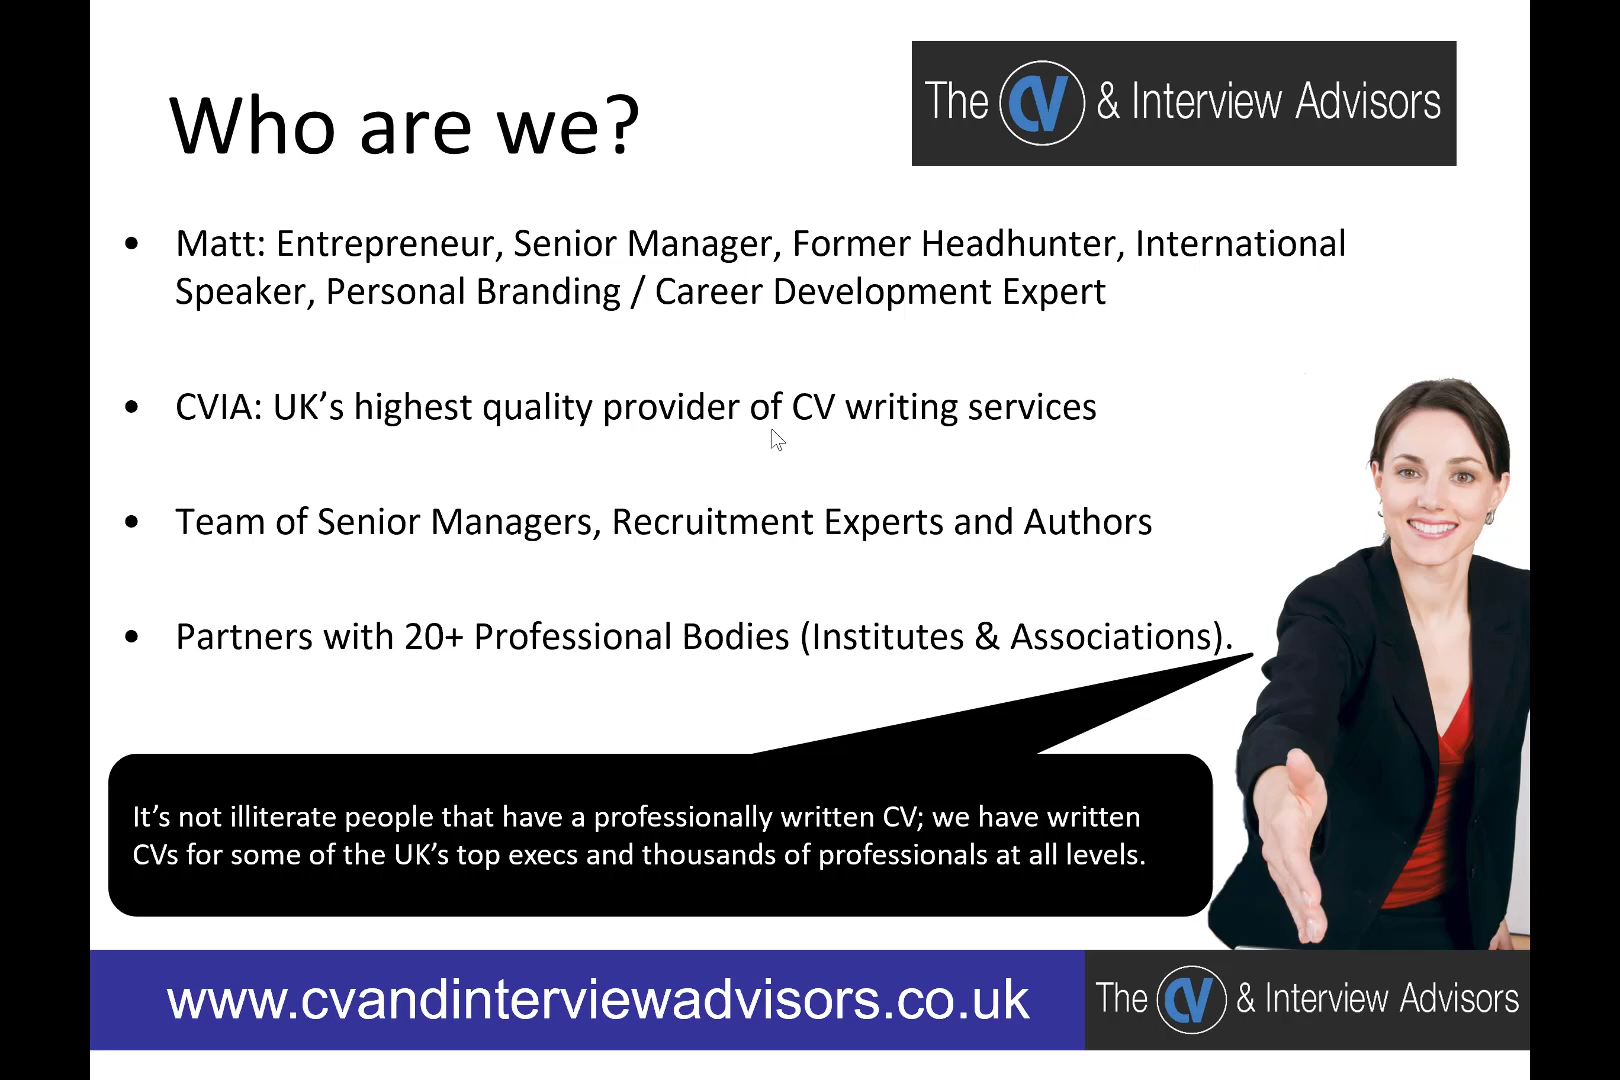 Who are we?
The CV & Interview Advisors
• Matt: Entrepreneur, Senior Manager, Former Headhunter, International
Speaker, Personal Branding / Career Development Expert
• CVIA: UK’s highest quality provider of CV writing services
• Team of Senior Managers, Recruitment Experts and Authors
• Partners with 20+ Professional Bodies (Institutes & Associations).
It’s not illiterate people that have a professionally written CV; we have written
CVs for some of the UK’s top execs and thousands of professionals at all levels.
www.cvandinterviewadvisors.co.uk
The CV & Interview Advisors